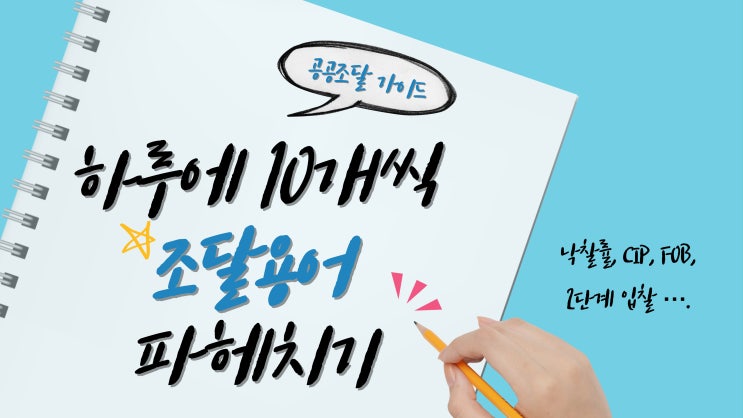 공공조달 가이드
하루에 10개씩
조달용어
파헤치기
낙찰률, CIP, FOB,
2단계 입찰 ….